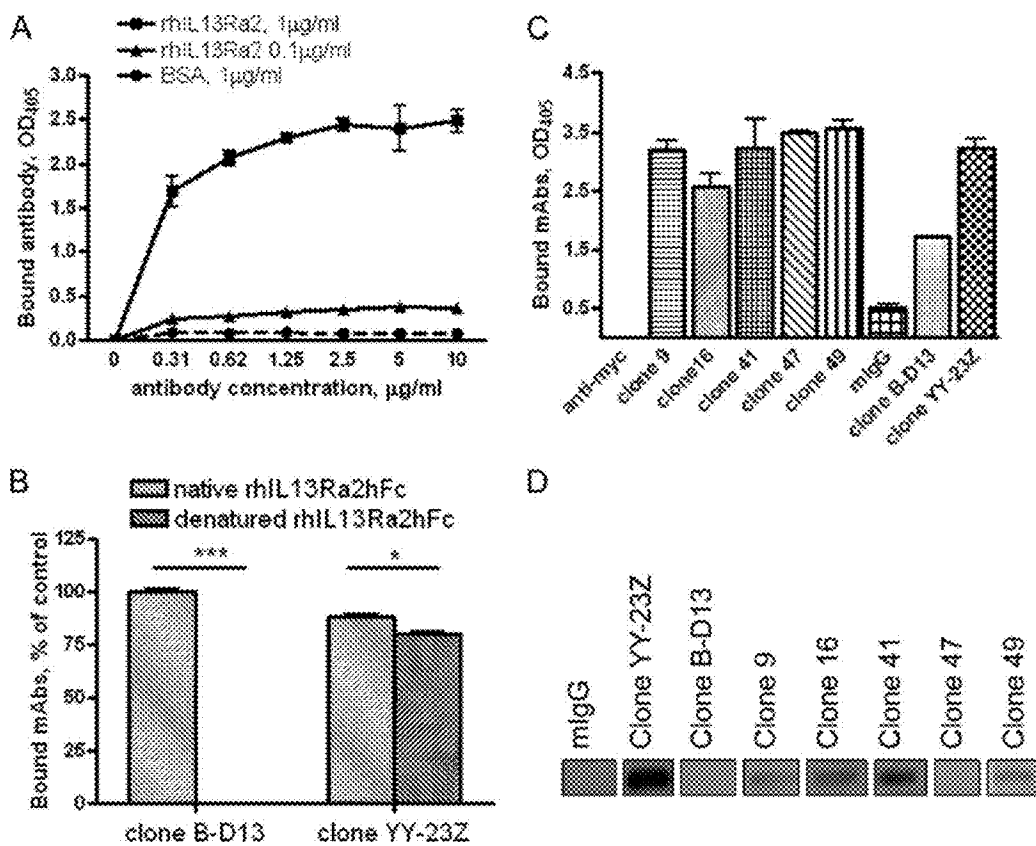 A
rhIL13Ra2, 1µg/ml
rhIL13Ra2 0.1µg/ml
BSA, 1µg/ml
Bound antibody, OD405
3.0
2.5
2.0
1.5
1.0
0.5
0.0
0 0.31 0.62 1.25 2.5 5 10
antibody concentration, µg/ml
C
Bound mAbs, OD405
4.5
3.5
2.5
1.5
0.5
anti-myc
clone 9
clone16
clone 41
clone 47
clone 49
mIgG
clone B-D13
clone YY-23Z
B
native rhIL13Ra2hFc
denatured rhIL13Ra2hFc
Bound mAbs, % of control
125
100
75
50
25
0
***
*
clone B-D13 clone YY-23Z
D
mIgG
Clone YY-23Z
Clone B-D13
Clone 9
Clone 16
Clone 41
Clone 47
Clone 49